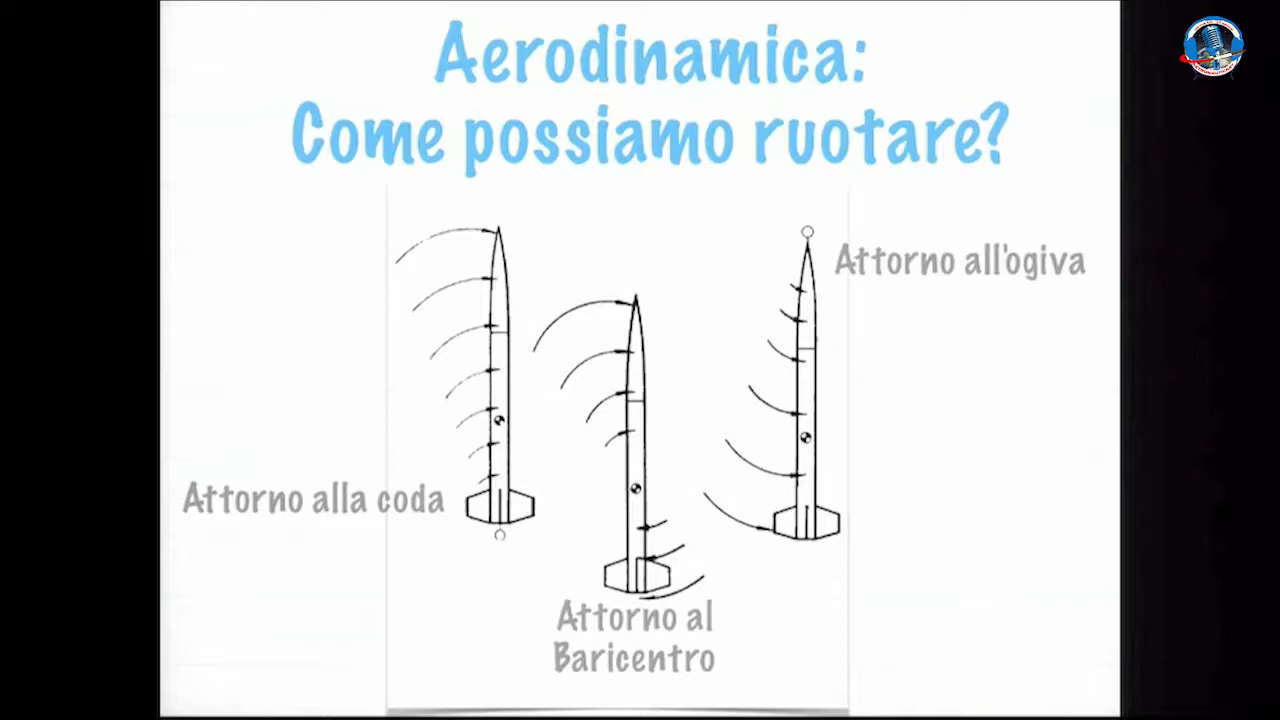 Aerodinamica:
Come possiamo ruotare?
Attorno all'ogiva
Attorno alla coda
Attorno al
Baricentro